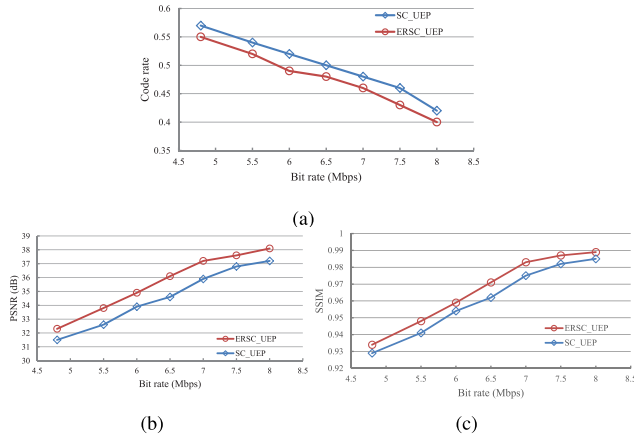 0.6
0.55
0.5
0.45
0.4
0.35
Code rate
SC_UEP
ERSC_UEP
4.5 5 5.5 6 6.5 7 7.5 8 8.5
Bit rate (Mbps)
(a)
39
38
37
36
35
34
33
32
31
30
PSNR (dB)
ERSC_UEP
SC_UEP
4.5 5 5.5 6 6.5 7 7.5 8 8.5
Bit rate (Mbps)
(b)
1
0.99
0.98
0.97
0.96
0.95
0.94
0.93
0.92
SSIM
ERSC_UEP
SC_UEP
4.5 5 5.5 6 6.5 7 7.5 8 8.5
Bit rate (Mbps)
(c)